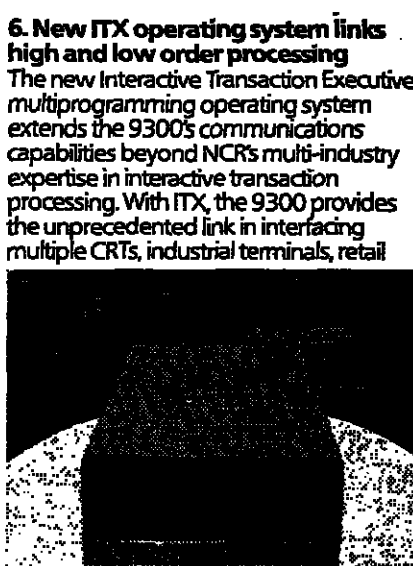 6. New ITX operating system links
high and low order processing
The new Interactive Transaction Executive
multiprogramming operating system
extends the 9300's communications
capabilities beyond NCR's multi-industry
expertise in interactive transaction
processing. With ITX, the 9300 provides
the unprecedented link in interfacing
multiple CRTs, industrial terminals, retail